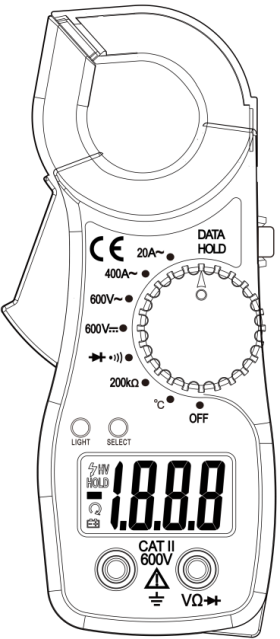 CE
DATA
HOLD
20A~
400A~
600V~
600V⎓
200kΩ
°C
OFF
LIGHT
SELECT
HV
HOLD
1.8.8.8
CAT II
600V
VΩ